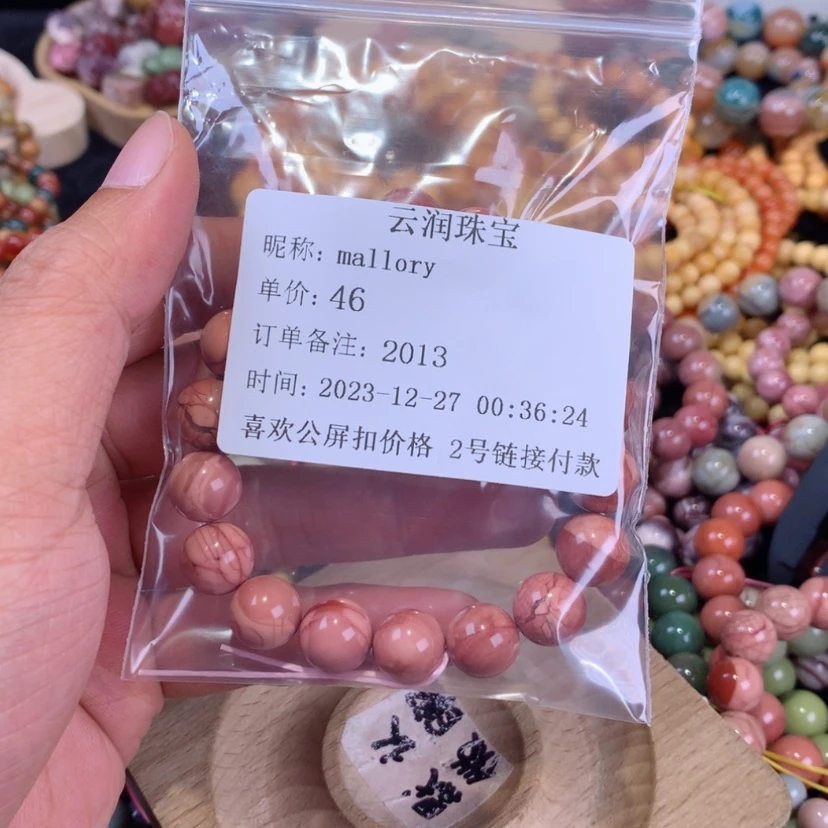 云润珠宝
昵称: mallory
单价: 46
订单备注: 2013
时间: 2023-12-27 00:36:24
喜欢公屏扣价格 2号链接付款